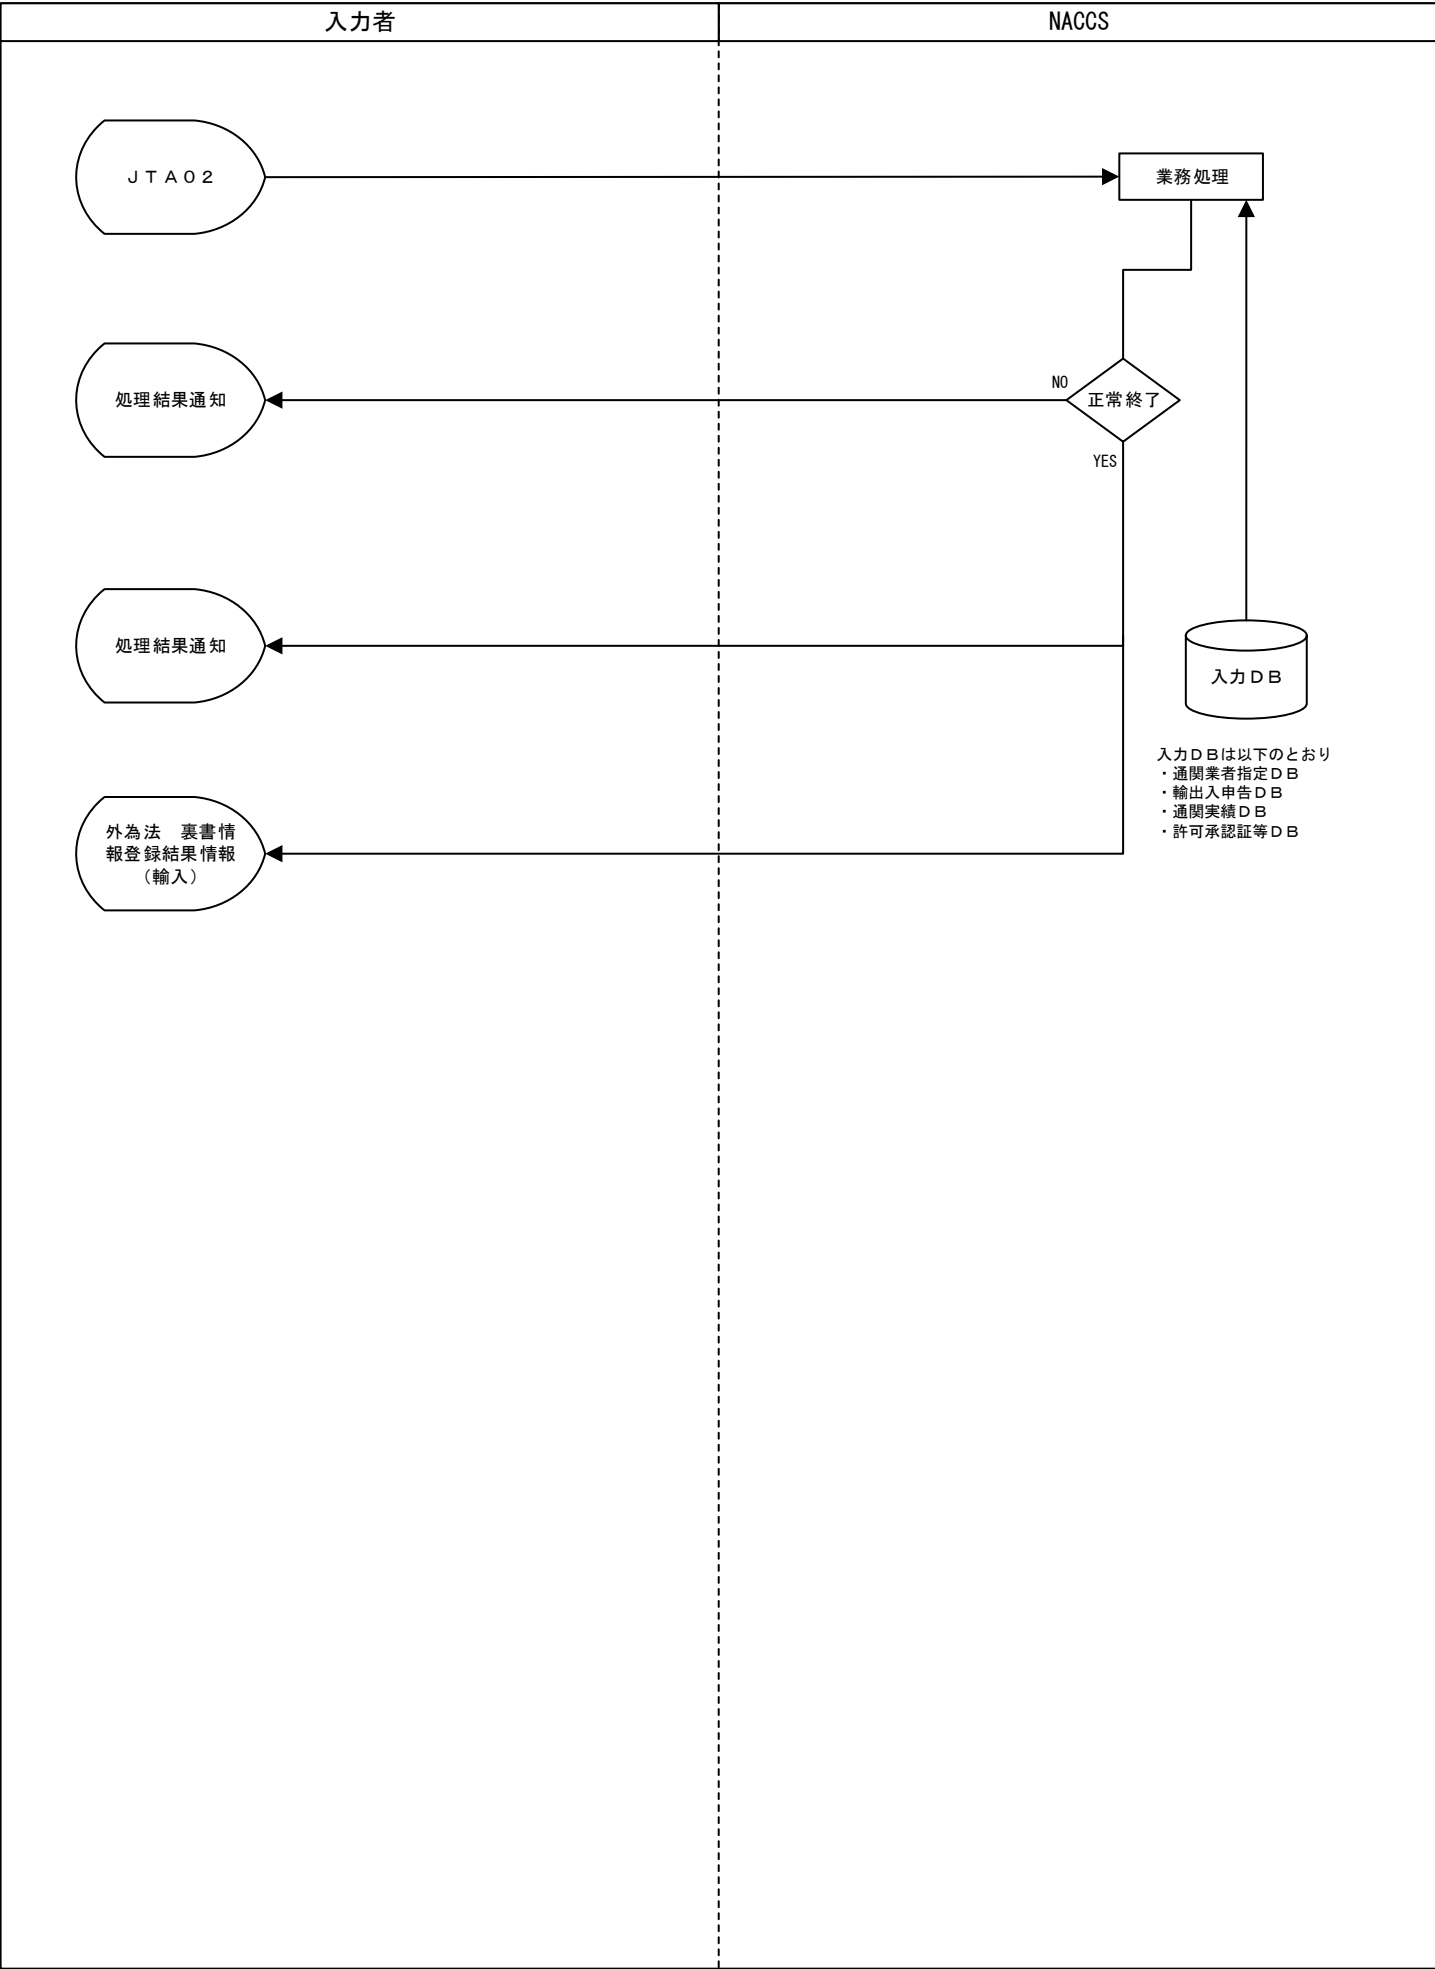 入力者
NACCS
ＪＴＡ０２
業務処理
処理結果通知
NO
正常終了
YES
処理結果通知
入力ＤＢ
入力ＤＢは以下のとおり
・通関業者指定ＤＢ
・輸出入申告ＤＢ
・通関実績ＤＢ
・許可承認証等ＤＢ
外為法　裏書情
報登録結果情報
（輸入）